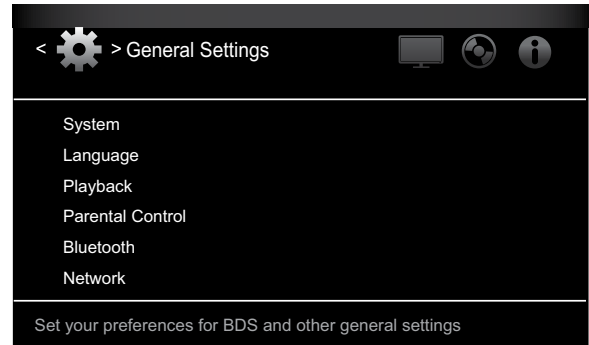 < > General Settings
System
Language
Playback
Parental Control
Bluetooth
Network
Set your preferences for BDS and other general settings